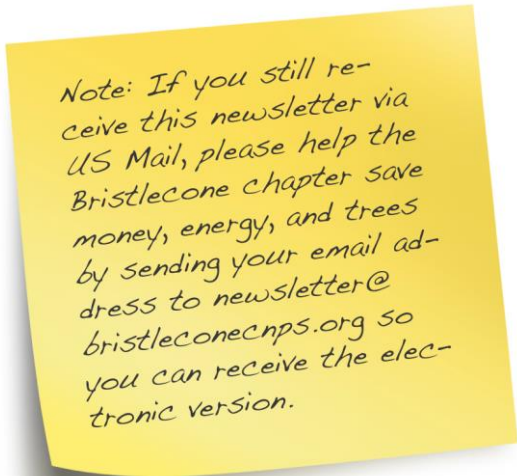 Note: If you still re-
ceive this newsletter via
US Mail, please help the
Bristlecone chapter save
money, energy, and trees
by sending your email ad-
dress to newsletter@
bristleconecnps.org so
you can receive the elec-
tronic version.